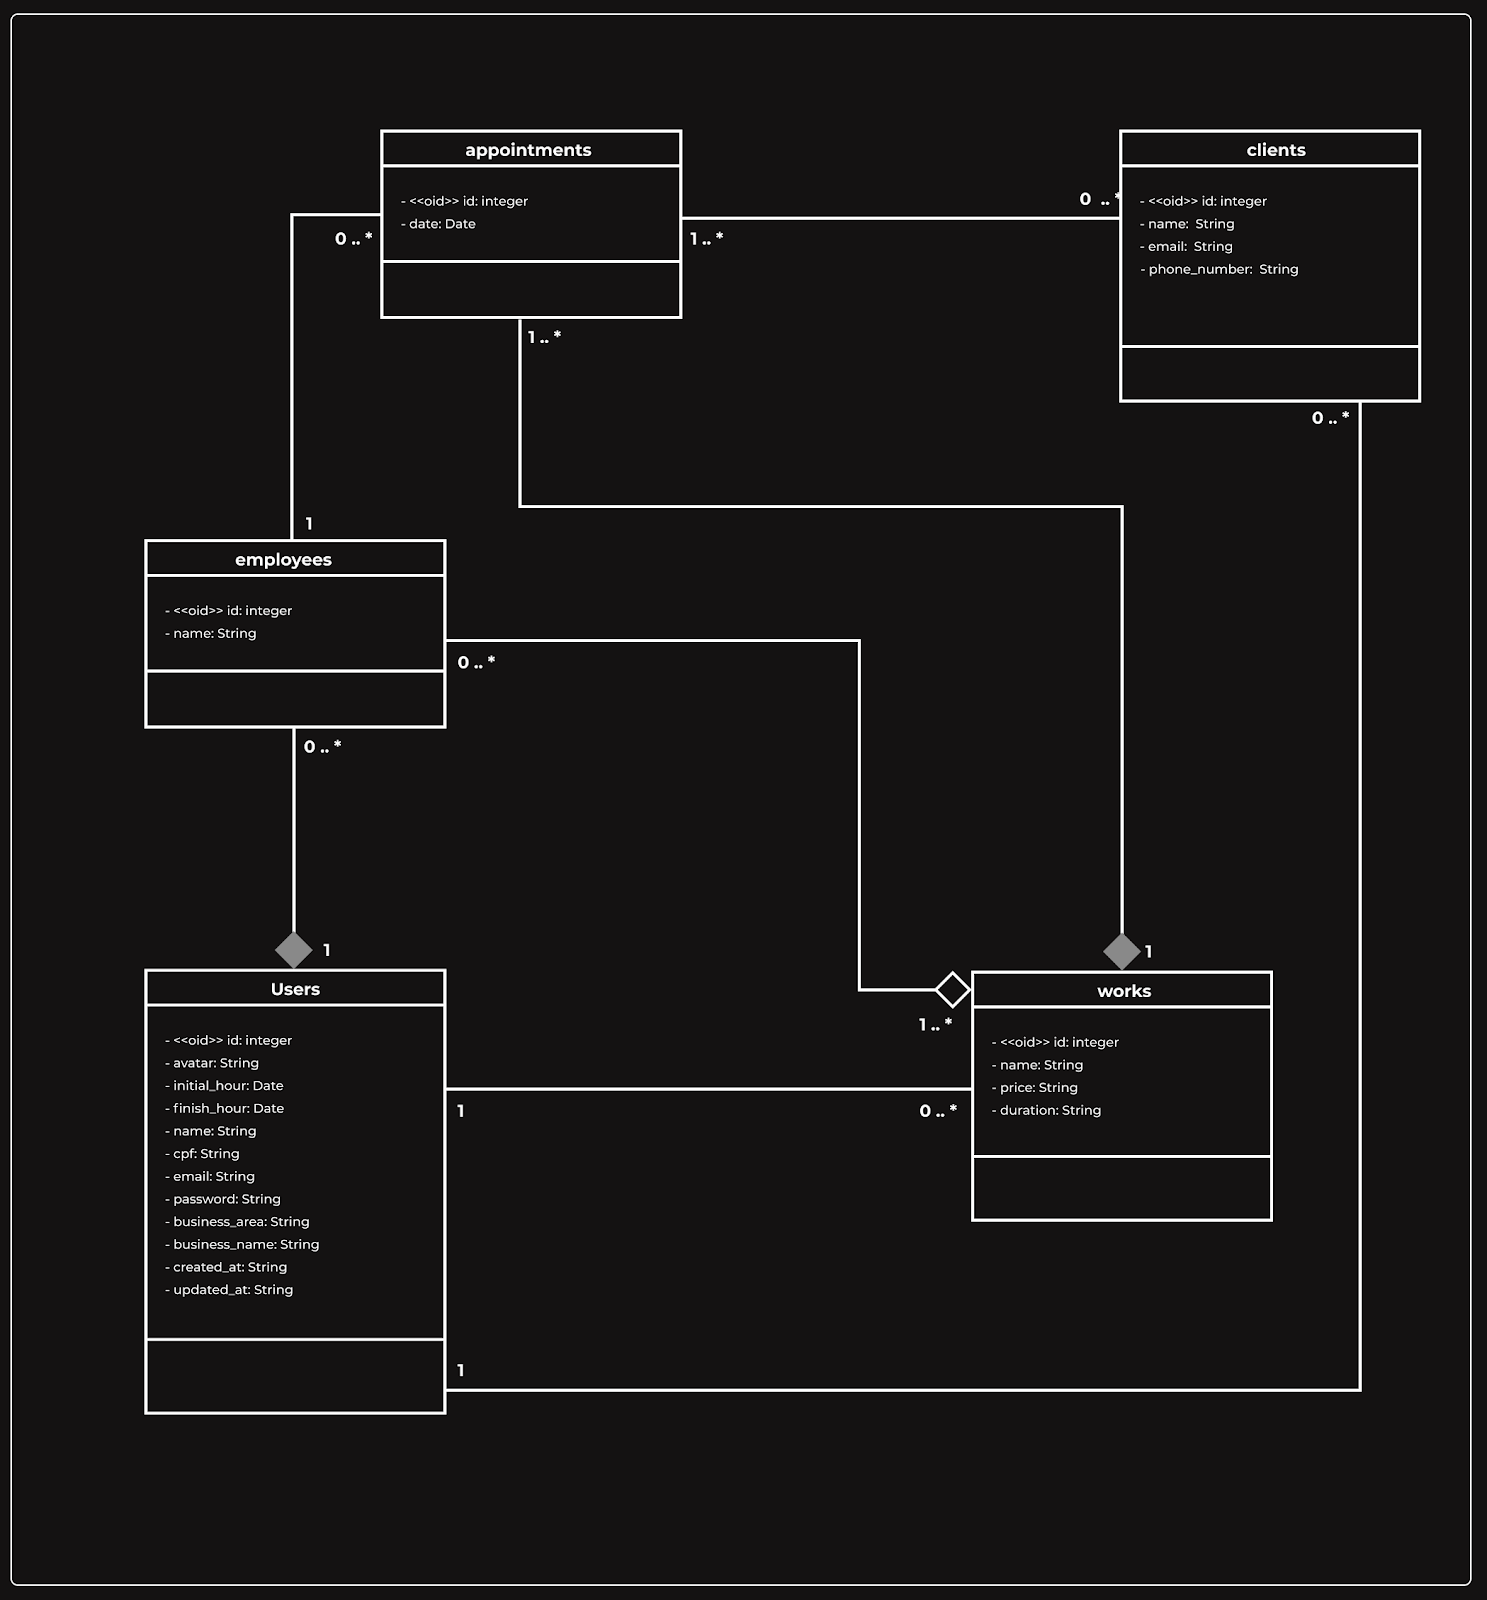 appointments
- <<oid>> id: integer
- date: Date
clients
- <<oid>> id: integer
- name:  String
- email:  String
- phone_number:  String
0 .. *
1 .. *
0 .. *
1 .. *
0 .. *
1
employees
- <<oid>> id: integer
- name: String
0 .. *
0 .. *
1
1
Users
- <<oid>> id: integer
- avatar: String
- initial_hour: Date
- finish_hour: Date
- name: String
- cpf: String
- email: String
- password: String
- business_area: String
- business_name: String
- created_at: String
- updated_at: String
works
- <<oid>> id: integer
- name: String
- price: String
- duration: String
1 .. *
1
0 .. *
1